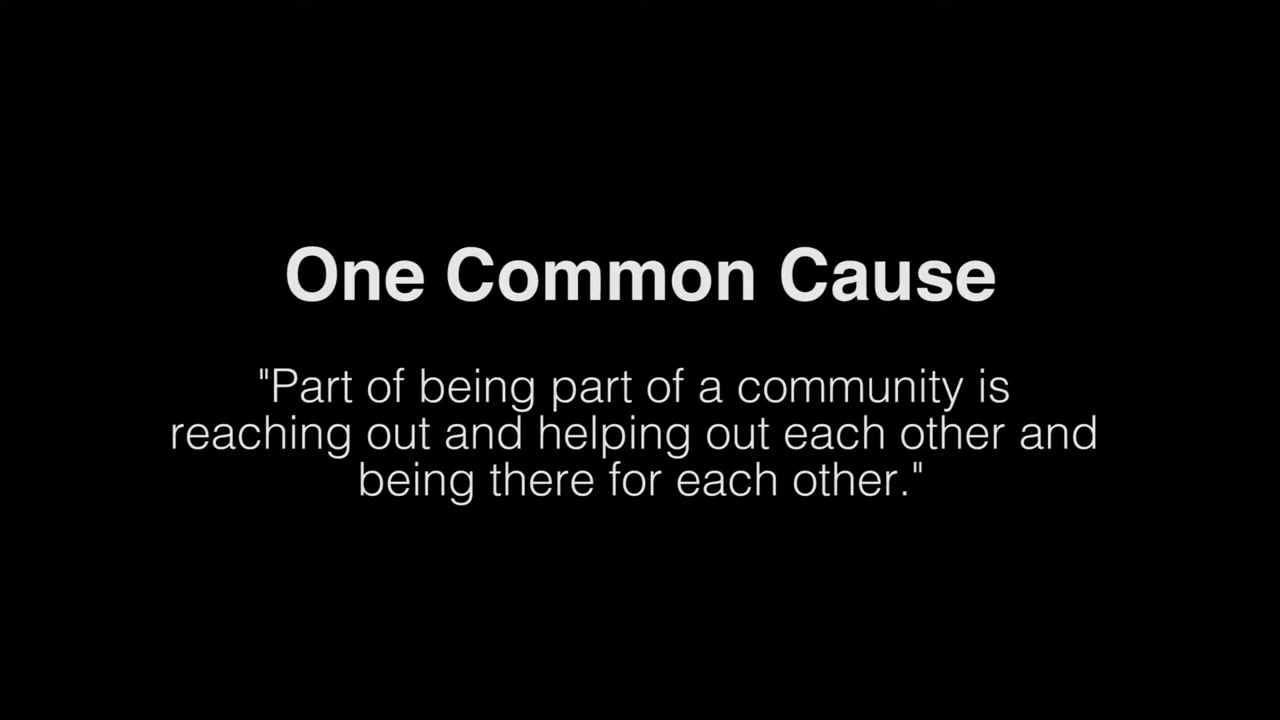 One Common Cause
"Part of being part of a community is
reaching out and helping out each other and
being there for each other."